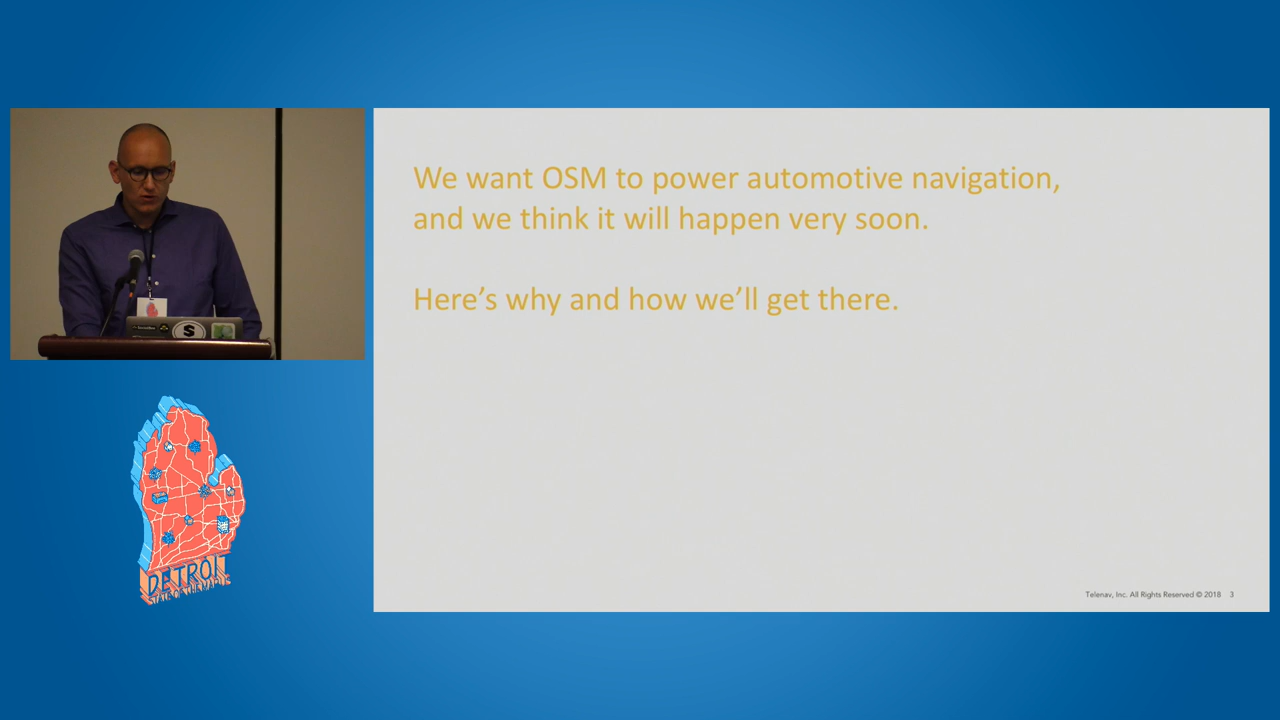 We want OSM to power automotive navigation,
and we think it will happen very soon.
Here's why and how we'll get there.
Telenav, Inc. All Rights Reserved © 2018 3
S
DETROIT
STATE OF THE MAP US